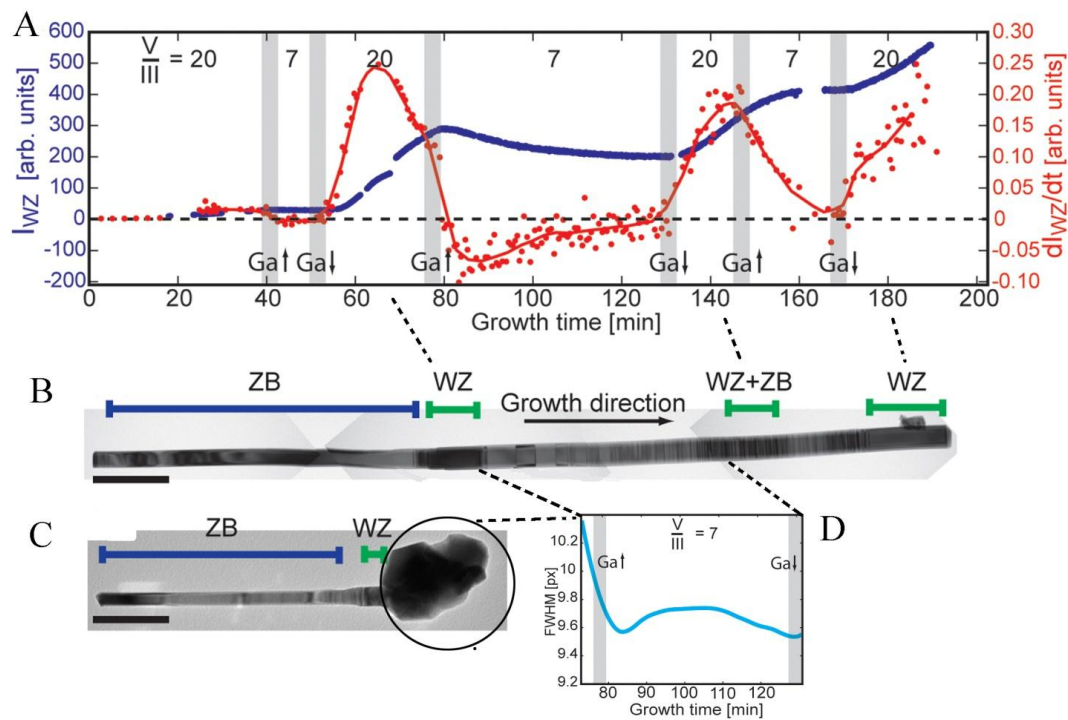 A
V/III = 20 7 20 7 20 7 20
I_WZ [arb. units]
600
500
400
300
200
100
0
-100
-200
dI_WZ/dt [arb. units]
0.30
0.25
0.20
0.15
0.10
0.05
0
-0.05
-0.10
Ga↑ Ga↓ Ga↑ Ga↓ Ga↑ Ga↓
0 20 40 60 80 100 120 140 160 180 200
Growth time [min]
B
ZB WZ WZ+ZB WZ
Growth direction
C
ZB WZ
D
V/III = 7
Ga↑ Ga↓
FWHM [px]
10.2
10
9.8
9.6
9.4
9.2
80 90 100 110 120
Growth time [min]